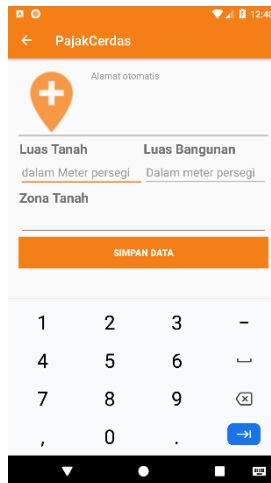 12:40
PajakCerdas
Alamat otomatis
Luas Tanah Luas Bangunan
dalam Meter persegi Dalam meter persegi
Zona Tanah
SIMPAN DATA
1 2 3 -
4 5 6
7 8 9
, 0 .